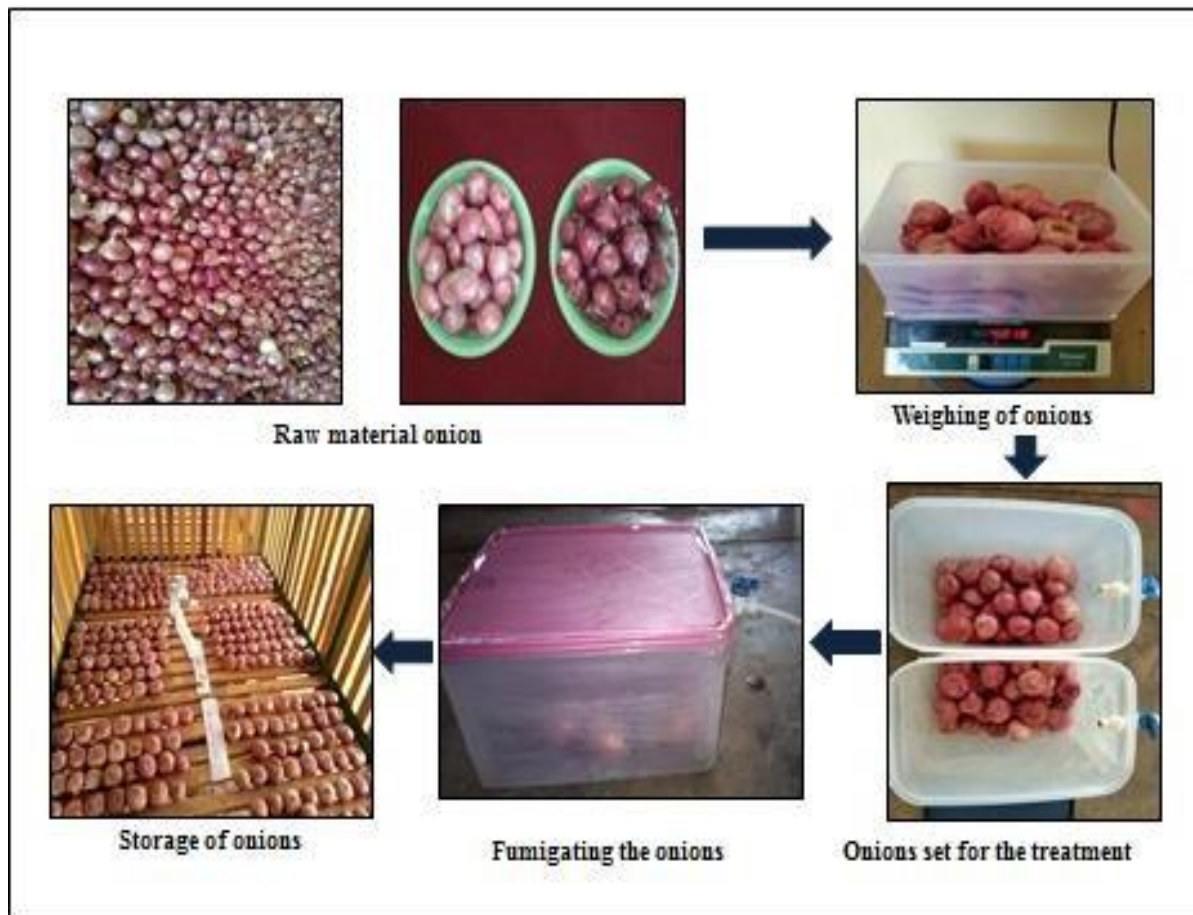 Raw material onion
Weighing of onions
Storage of onions
Fumigating the onions
Onions set for the treatment